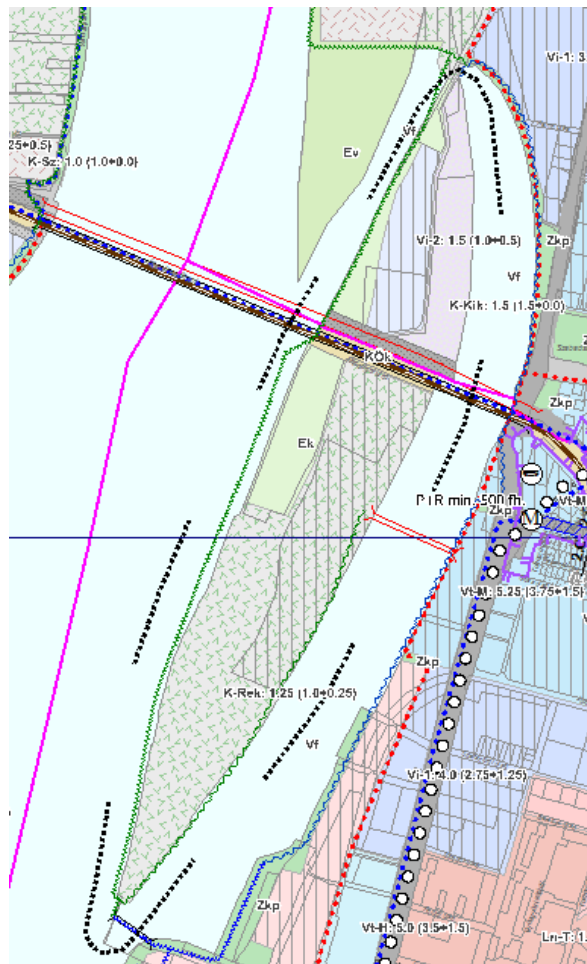 Vi-1: 3.
25+0.5)
K-Sz: 1.0 (1.0+0.0)
Vf
Ev
Vi-2: 1.5 (1.0+0.5)
Zkp
Vf
K-Kik: 1.5 (1.5+0.0)
KÖk
Zkp
Ek
P+R min. 500 fh.
Vt-M
Zkp
M
Vt-M: 5.25 (3.75+1.5)
Zkp
K-Rek: 1.25 (1.0+0.25)
Vf
Vi-1: 4.0 (2.75+1.25)
Zkp
Vt-H: 5.0 (3.5+1.5)
Ln-T: 1.